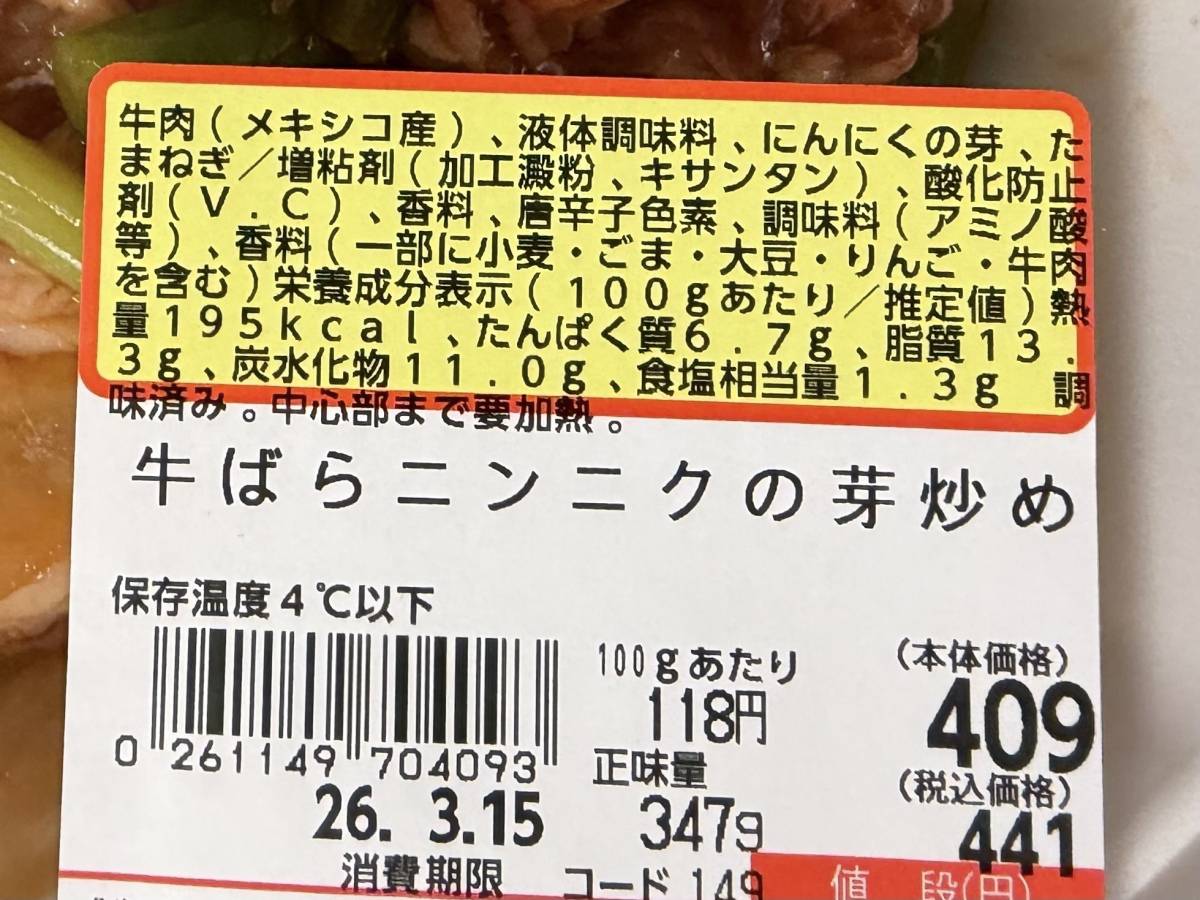 牛肉(メキシコ産)、液体調味料、にんにくの芽、た
まねぎ/増粘剤(加工澱粉、キサンタン)、酸化防止
剤(V.C)、香料、唐辛子色素、調味料(アミノ酸
等)、香料(一部に小麦・ごま・大豆・りんご・牛肉
を含む)栄養成分表示(100gあたり/推定値)熱
量195kcal、たんぱく質6.7g、脂質13.
3g、炭水化物11.0g、食塩相当量1.3g 調
味済み。中心部まで要加熱。
牛ばらニンニクの芽炒め
保存温度4℃以下
100gあたり
118円
(本体価格)
409
0 261149 704093
正味量
347g
(税込価格)
441
26. 3.15
消費期限
コード 149
値段(円)